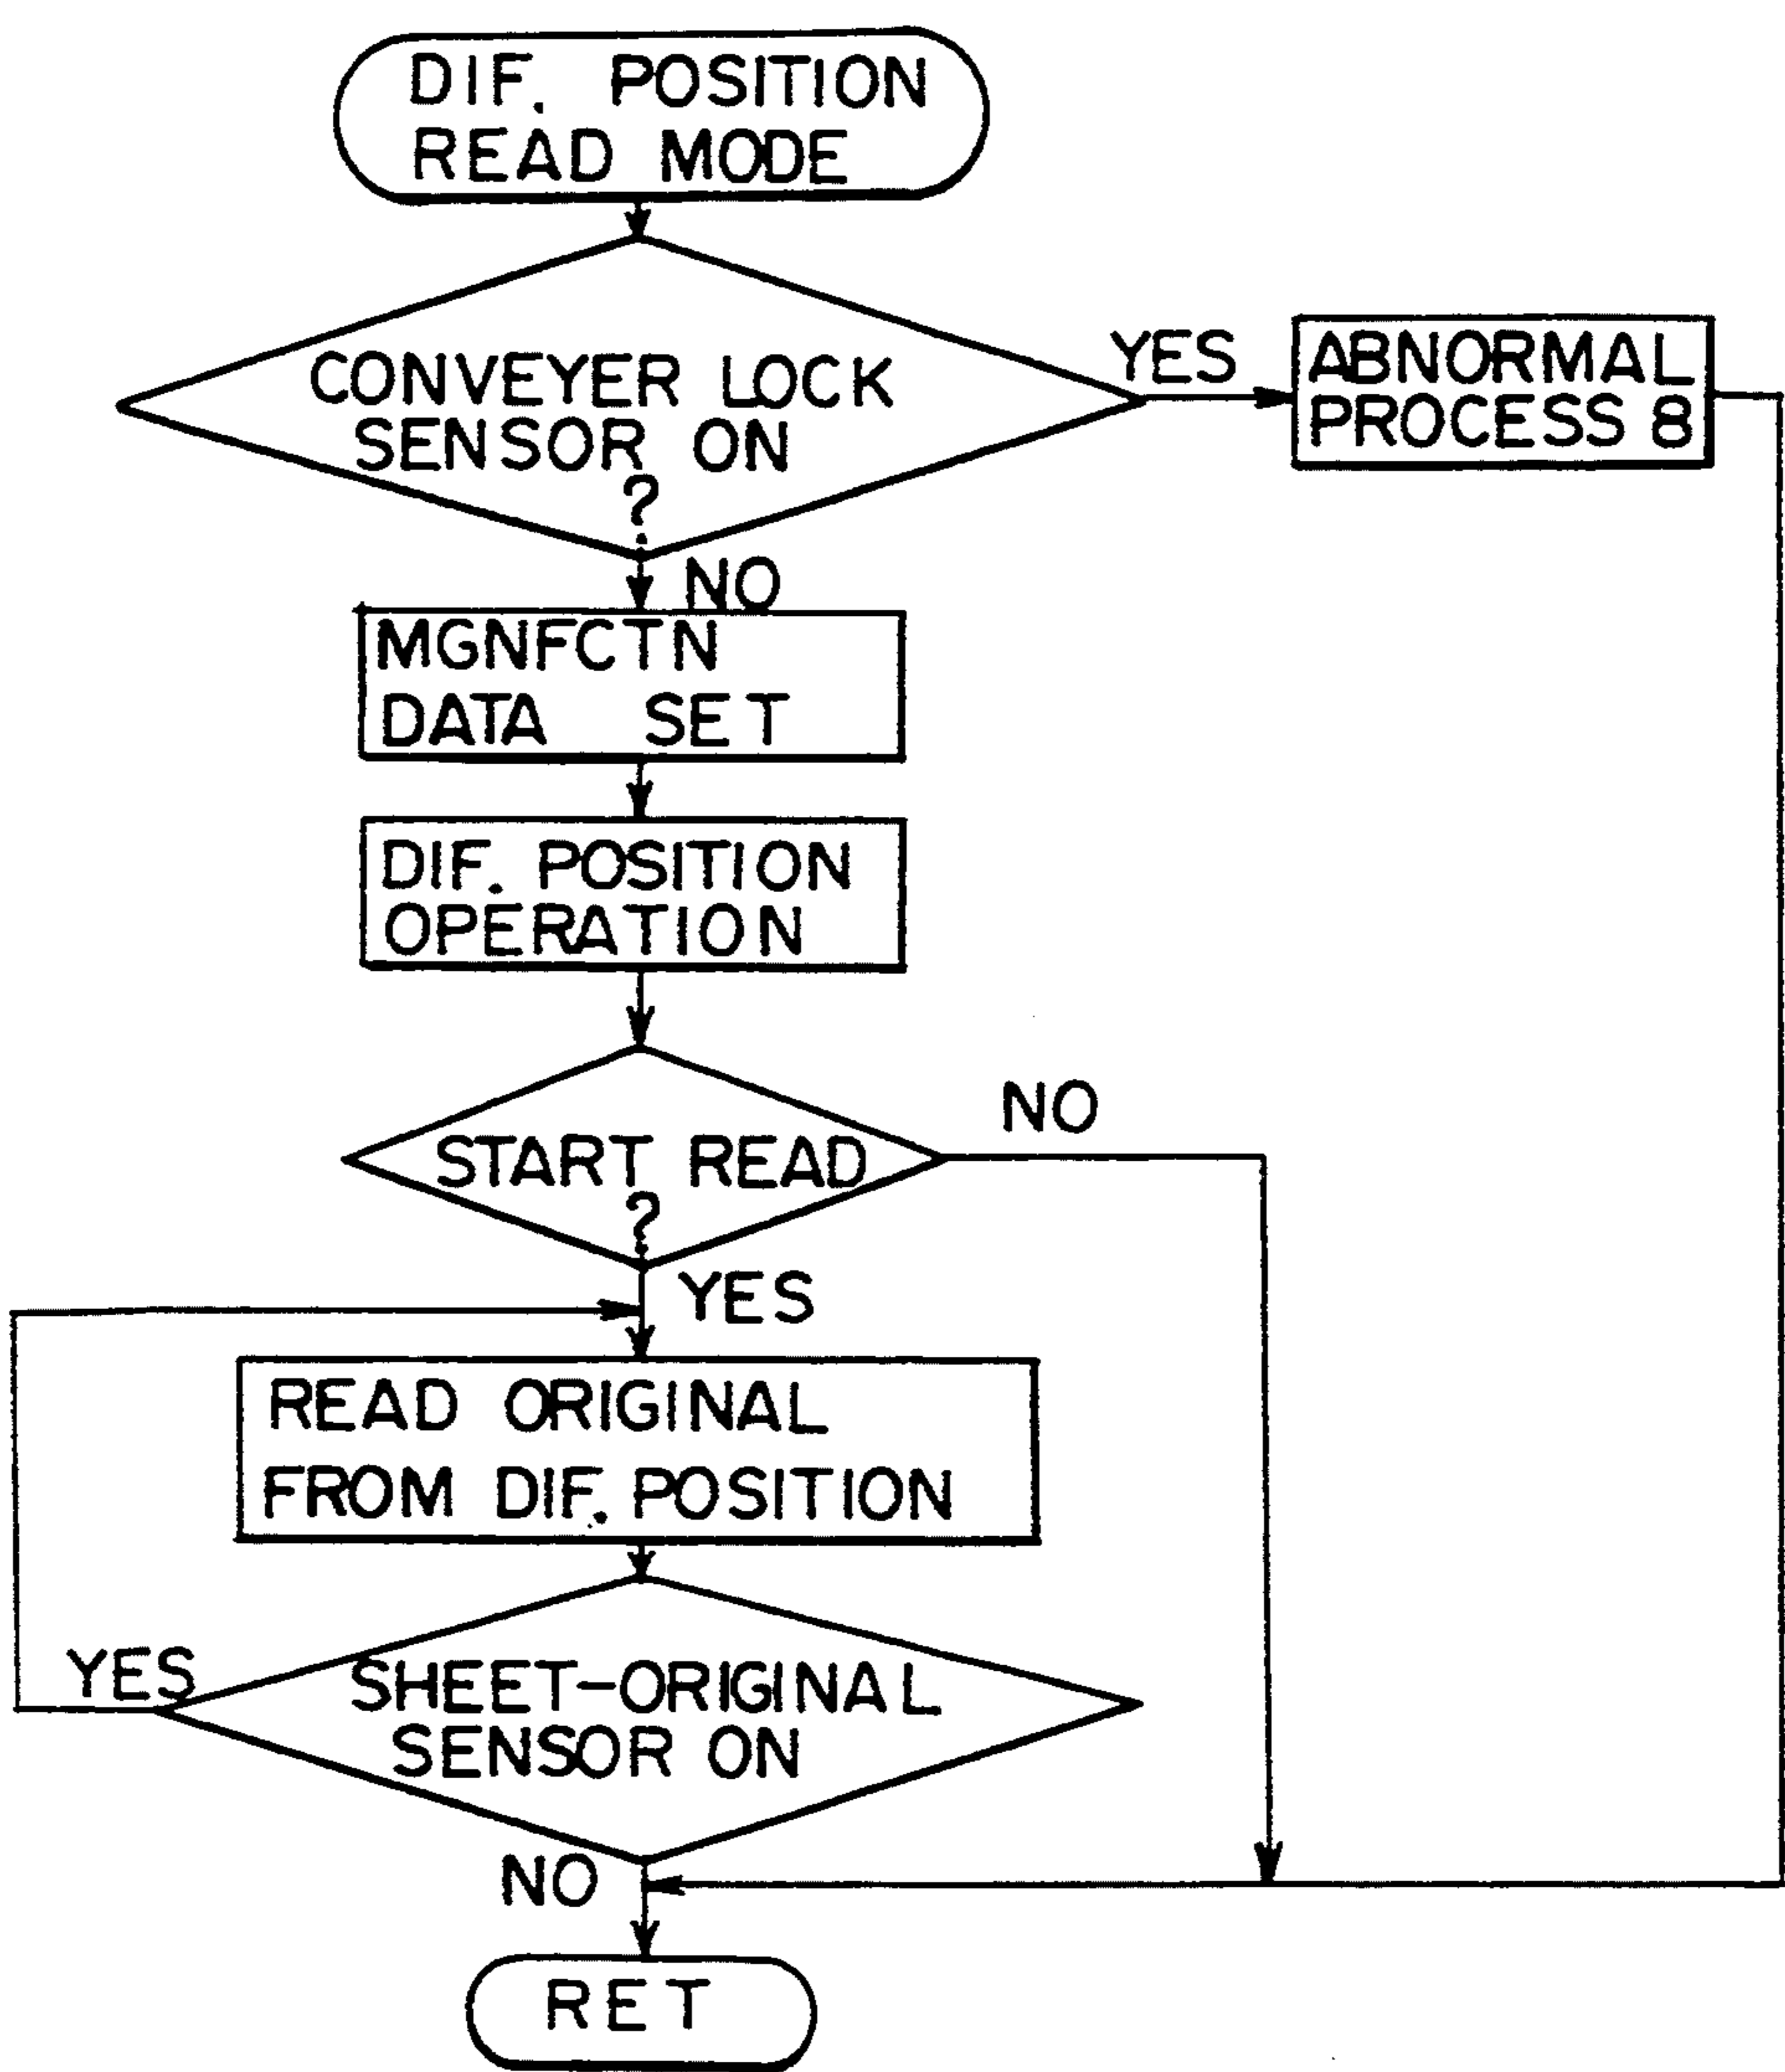 DIF. POSITION
READ MODE
CONVEYER LOCK
SENSOR ON
?
YES
ABNORMAL
PROCESS 8
NO
MGNFCTN
DATA SET
DIF. POSITION
OPERATION
START READ
?
NO
YES
READ ORIGINAL
FROM DIF. POSITION
YES
SHEET-ORIGINAL
SENSOR ON
NO
RET